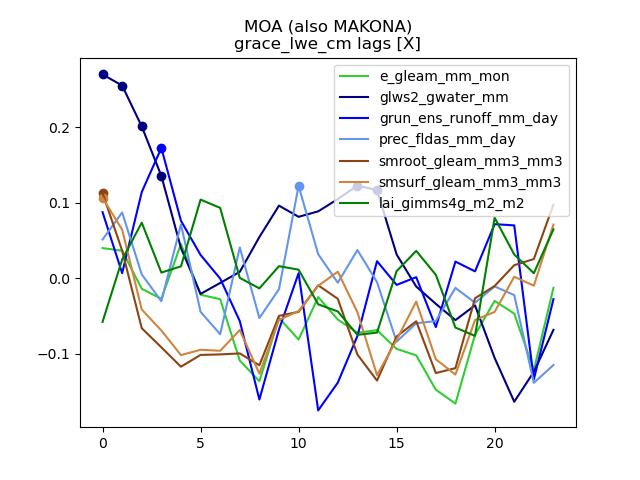 MOA (also MAKONA)
grace_lwe_cm lags [X]
e_gleam_mm_mon
glws2_gwater_mm
grun_ens_runoff_mm_day
prec_fldas_mm_day
smroot_gleam_mm3_mm3
smsurf_gleam_mm3_mm3
lai_gimms4g_m2_m2
0.2
0.1
0.0
−0.1
0 5 10 15 20